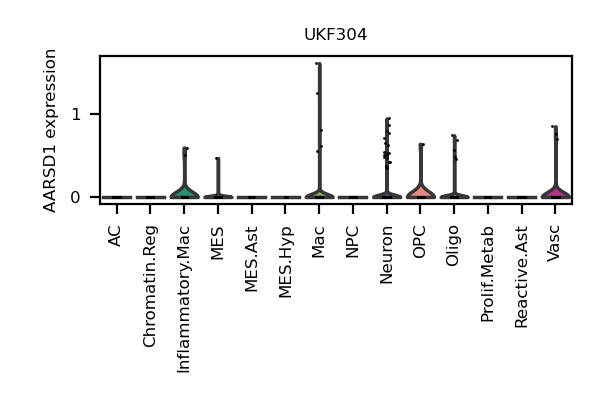 UKF304
AARSD1 expression
1
0
AC
Chromatin.Reg
Inflammatory.Mac
MES
MES.Ast
MES.Hyp
Mac
NPC
Neuron
OPC
Oligo
Prolif.Metab
Reactive.Ast
Vasc